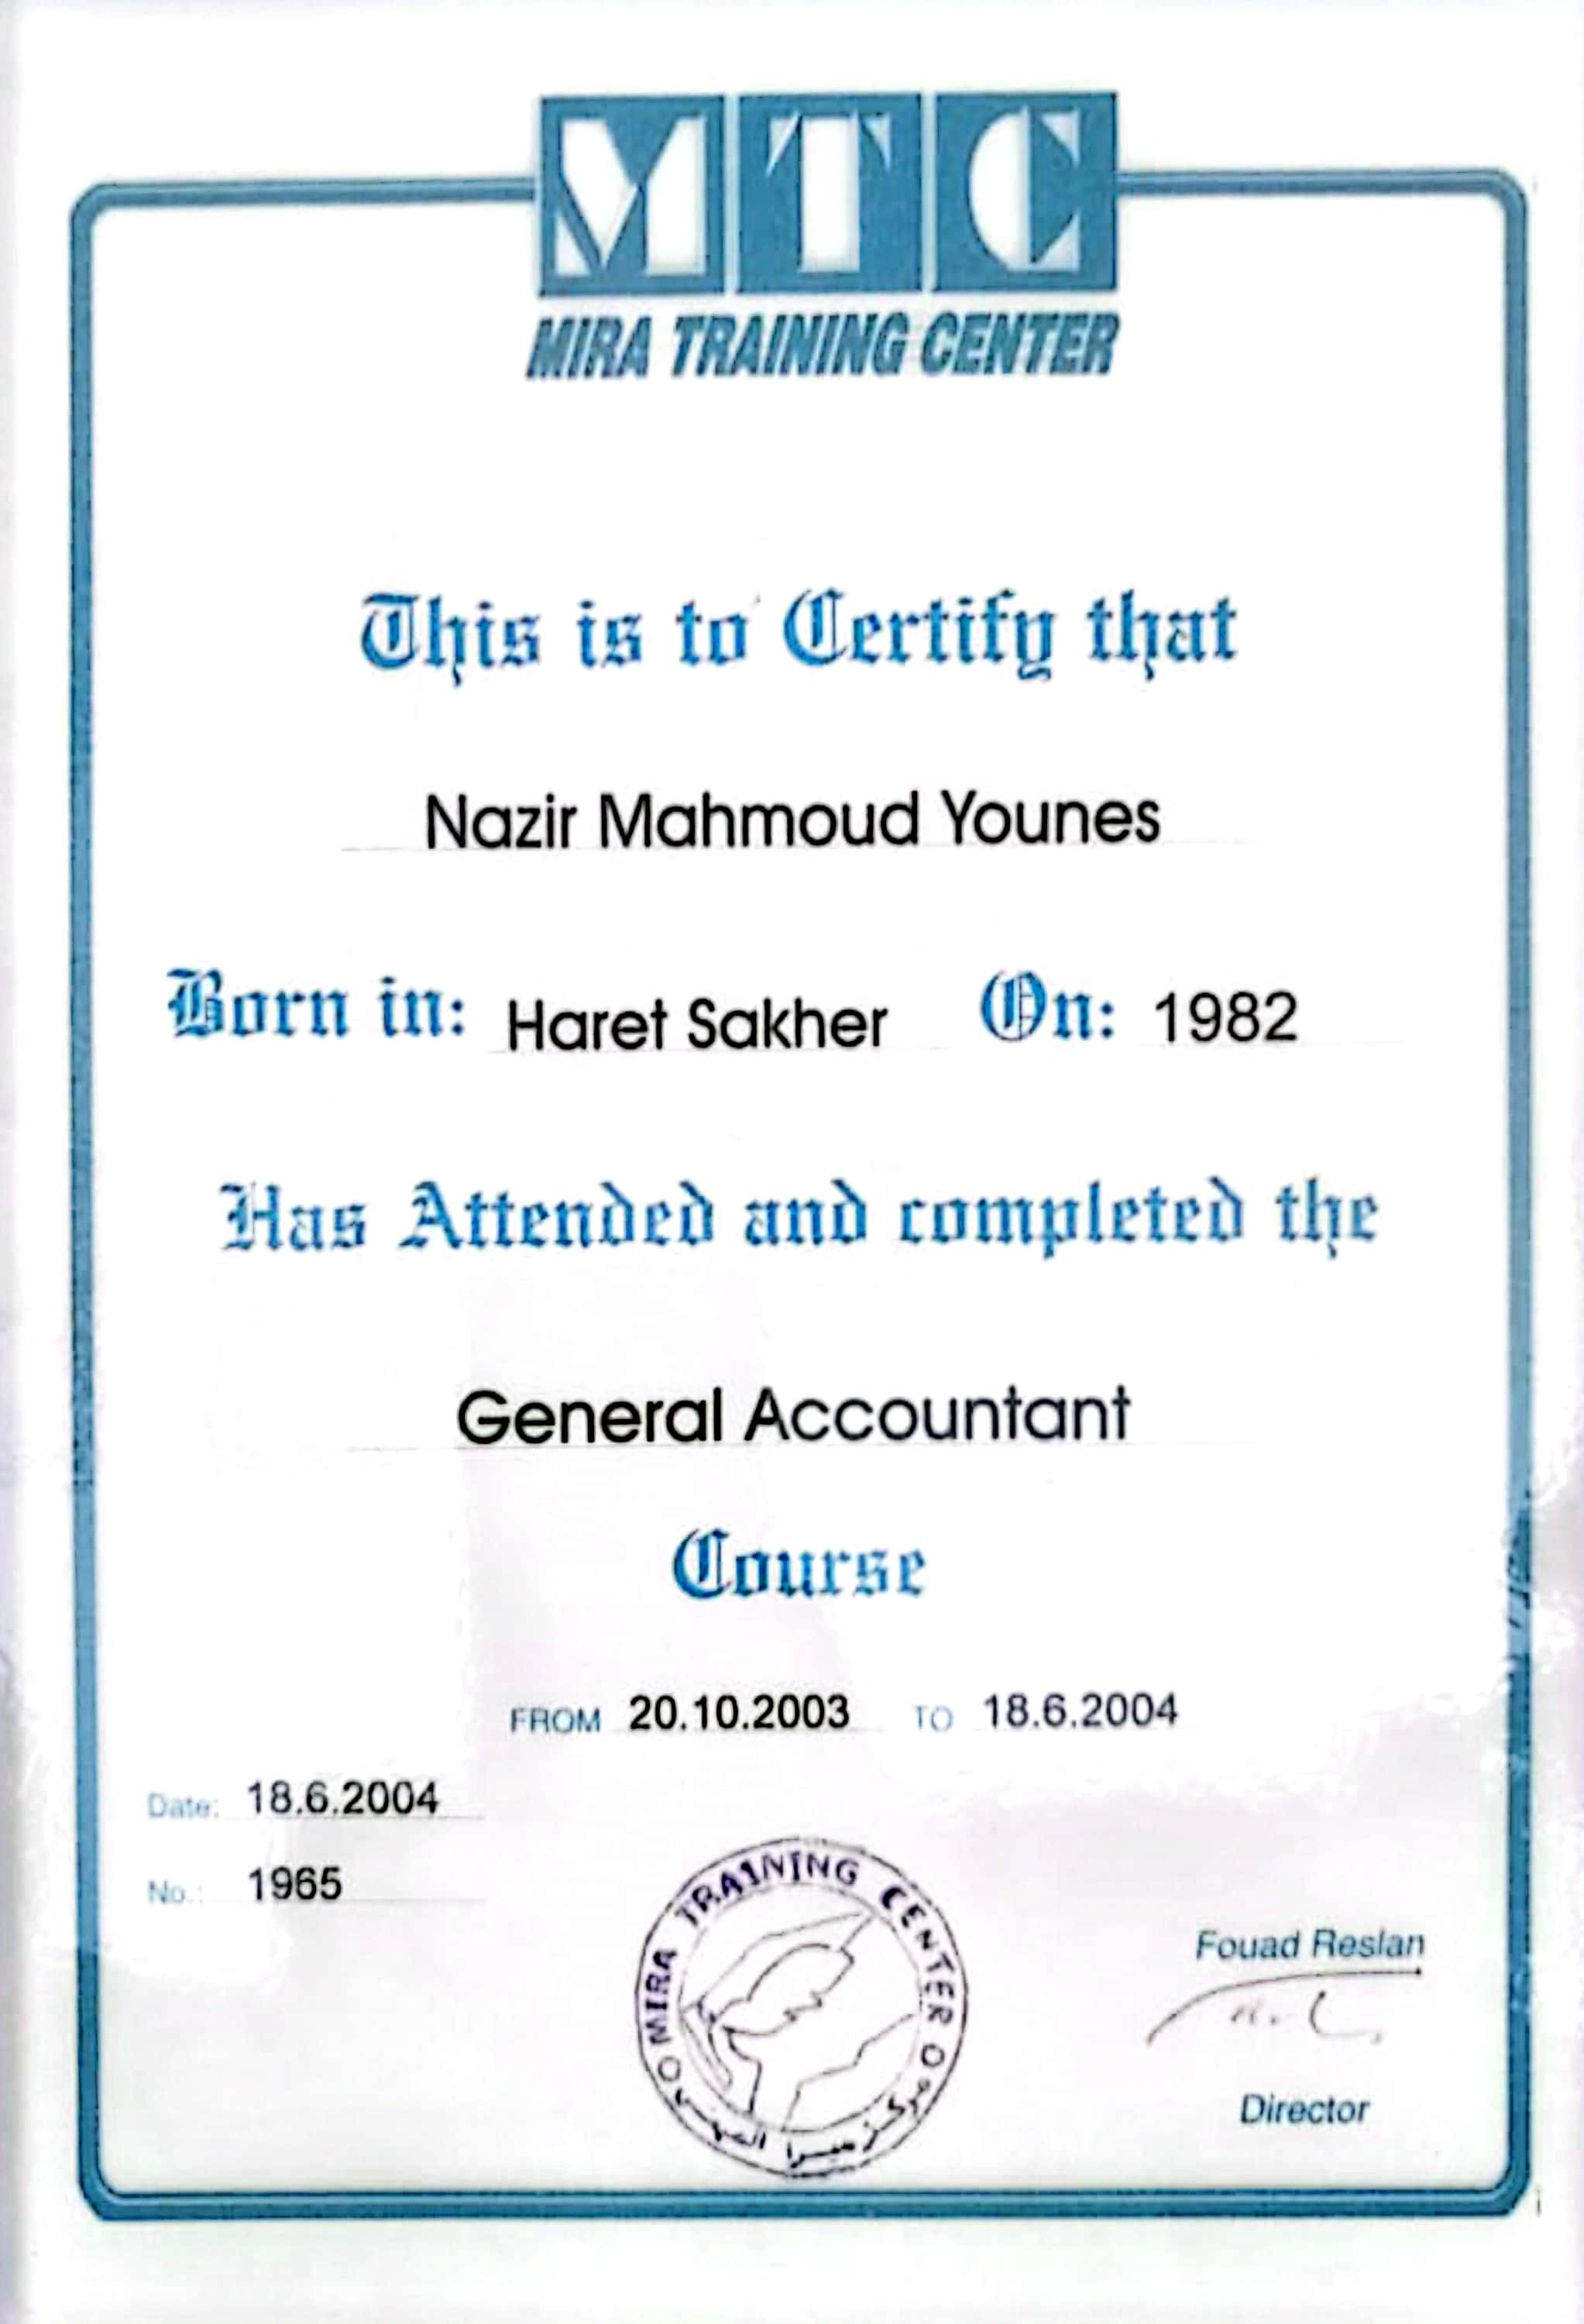 MTC
MIRA TRAINING CENTER
This is to Certify that
Nazir Mahmoud Younes
Born in: Haret Sakher On: 1982
Has Attended and completed the
General Accountant
Course
FROM 20.10.2003 TO 18.6.2004
Date: 18.6.2004
No.: 1965
MIRA TRAINING CENTER
مركز ميرا المهني
Fouad Reslan
Director